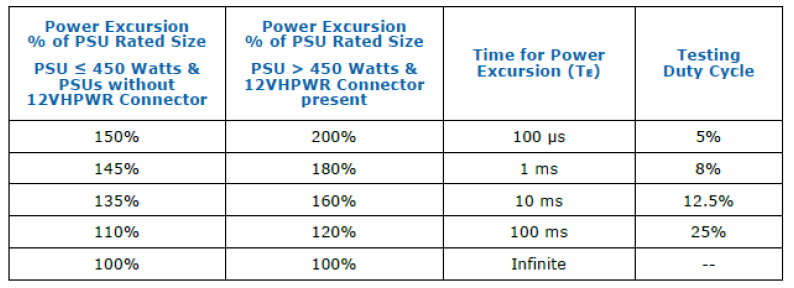 Power Excursion
% of PSU Rated Size
PSU ≤ 450 Watts &
PSUs without
12VHPWR Connector
Power Excursion
% of PSU Rated Size
PSU > 450 Watts &
12VHPWR Connector
present
Time for Power
Excursion (TE)
Testing
Duty Cycle
150% 200% 100 µs 5%
145% 180% 1 ms 8%
135% 160% 10 ms 12.5%
110% 120% 100 ms 25%
100% 100% Infinite --